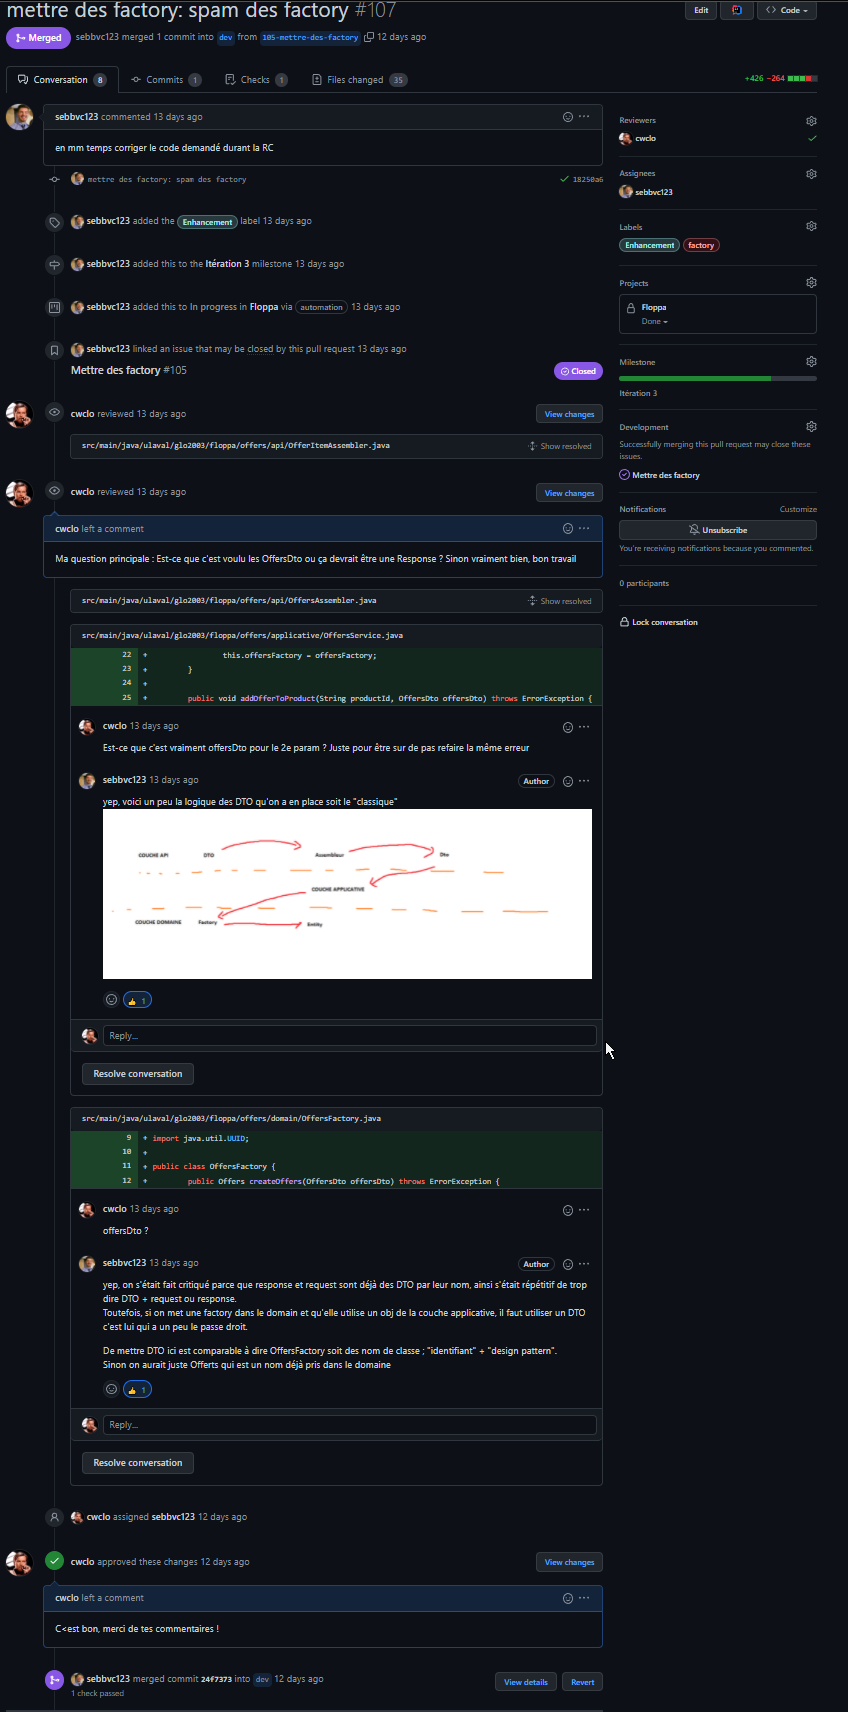 mettre des factory: spam des factory #107
Edit
Code
Merged
sebbvc123 merged 1 commit into dev from 105-mettre-des-factory 12 days ago
Conversation 8
Commits 1
Checks 1
Files changed 35
+426 −264
sebbvc123 commented 13 days ago
en mm temps corriger le code demandé durant la RC
mettre des factory: spam des factory
18250a6
sebbvc123 added the Enhancement label 13 days ago
sebbvc123 added this to the Itération 3 milestone 13 days ago
sebbvc123 added this to In progress in Floppa via automation 13 days ago
sebbvc123 linked an issue that may be closed by this pull request 13 days ago
Mettre des factory #105
Closed
cwclo reviewed 13 days ago
View changes
src/main/java/ulaval/glo2003/floppa/offers/api/OfferItemAssembler.java
Show resolved
cwclo reviewed 13 days ago
View changes
cwclo left a comment
Ma question principale : Est-ce que c'est voulu les OffersDto ou ça devrait être une Response ? Sinon vraiment bien, bon travail
src/main/java/ulaval/glo2003/floppa/offers/api/OffersAssembler.java
Show resolved
src/main/java/ulaval/glo2003/floppa/offers/applicative/OffersService.java
22 + this.offersFactory = offersFactory;
23 + }
24 +
25 + public void addOfferToProduct(String productId, OffersDto offersDto) throws ErrorException {
cwclo 13 days ago
Est-ce que c'est vraiment offersDto pour le 2e param ? Juste pour être sur de pas refaire la même erreur
sebbvc123 13 days ago
Author
yep, voici un peu la logique des DTO qu'on a en place soit le "classique"
COUCHE API DTO Assembleur Dto
COUCHE APPLICATIVE
COUCHE DOMAINE Factory Entity
👍 1
Reply...
Resolve conversation
src/main/java/ulaval/glo2003/floppa/offers/domain/OffersFactory.java
9 + import java.util.UUID;
10 +
11 + public class OffersFactory {
12 + public Offers createOffers(OffersDto offersDto) throws ErrorException {
cwclo 13 days ago
offersDto ?
sebbvc123 13 days ago
Author
yep, on s'était fait critiqué parce que response et request sont déjà des DTO par leur nom, ainsi s'était répétitif de trop
dire DTO + request ou response.
Toutefois, si on met une factory dans le domain et qu'elle utilise un obj de la couche applicative, il faut utiliser un DTO
c'est lui qui a un peu le passe droit.
De mettre DTO ici est comparable à dire OffersFactory soit des nom de classe ; "identifiant" + "design pattern".
Sinon on aurait juste Offerts qui est un nom déjà pris dans le domaine
👍 1
Reply...
Resolve conversation
cwclo assigned sebbvc123 12 days ago
cwclo approved these changes 12 days ago
View changes
cwclo left a comment
C<est bon, merci de tes commentaires !
sebbvc123 merged commit 24f7373 into dev 12 days ago
1 check passed
View details
Revert
Reviewers
cwclo
Assignees
sebbvc123
Labels
Enhancement factory
Projects
Floppa
Done
Milestone
Itération 3
Development
Successfully merging this pull request may close these
issues.
Mettre des factory
Notifications
Customize
Unsubscribe
You're receiving notifications because you commented.
0 participants
Lock conversation